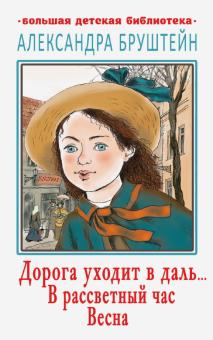 ·большая детская библиотека·
АЛЕКСАНДРА БРУШТЕЙН
Дорога уходит в даль...
В рассветный час
Весна